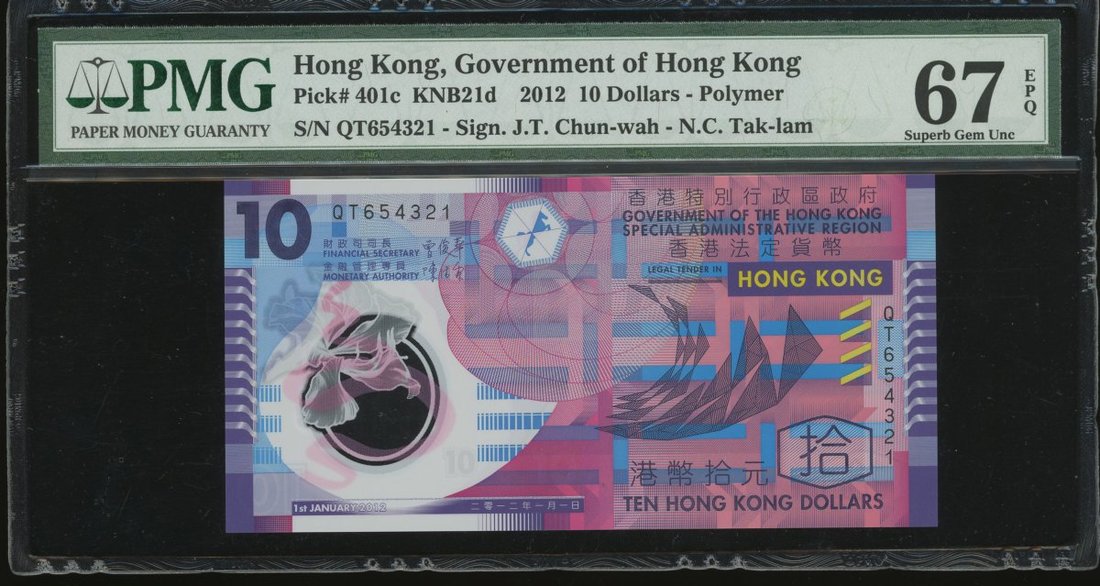 PMG
PAPER MONEY GUARANTY
Hong Kong, Government of Hong Kong
Pick# 401c KNB21d 2012 10 Dollars - Polymer
S/N QT654321 - Sign. J.T. Chun-wah - N.C. Tak-lam
67
EPQ
Superb Gem Unc
10
QT654321
財政司司長
FINANCIAL SECRETARY
金融管理專員
MONETARY AUTHORITY
香港特別行政區政府
GOVERNMENT OF THE HONG KONG
SPECIAL ADMINISTRATIVE REGION
香港法定貨幣
LEGAL TENDER IN
HONG KONG
QT654321
10
拾
港幣拾元
TEN HONG KONG DOLLARS
1st JANUARY 2012
二零一二年一月一日